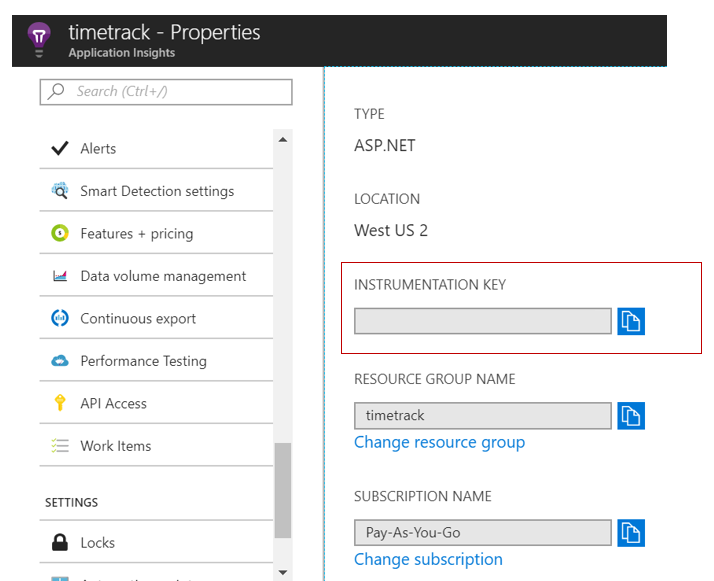 timetrack - Properties
Application Insights
Search (Ctrl+/)
Alerts
Smart Detection settings
Features + pricing
Data volume management
Continuous export
Performance Testing
API Access
Work Items
SETTINGS
Locks
TYPE
ASP.NET
LOCATION
West US 2
INSTRUMENTATION KEY
RESOURCE GROUP NAME
timetrack
Change resource group
SUBSCRIPTION NAME
Pay-As-You-Go
Change subscription